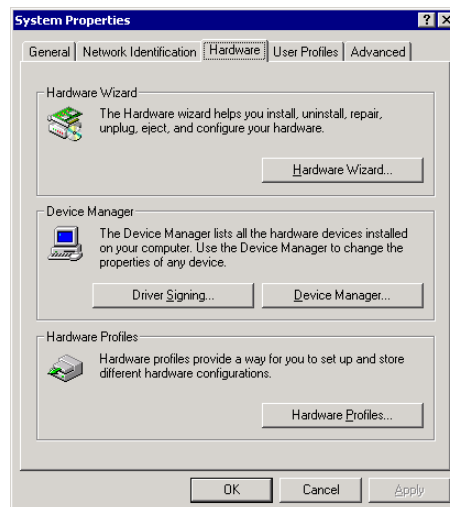 System Properties
General Network Identification Hardware User Profiles Advanced
Hardware Wizard
The Hardware wizard helps you install, uninstall, repair,
unplug, eject, and configure your hardware.
Hardware Wizard...
Device Manager
The Device Manager lists all the hardware devices installed
on your computer. Use the Device Manager to change the
properties of any device.
Driver Signing... Device Manager...
Hardware Profiles
Hardware profiles provide a way for you to set up and store
different hardware configurations.
Hardware Profiles...
OK Cancel Apply